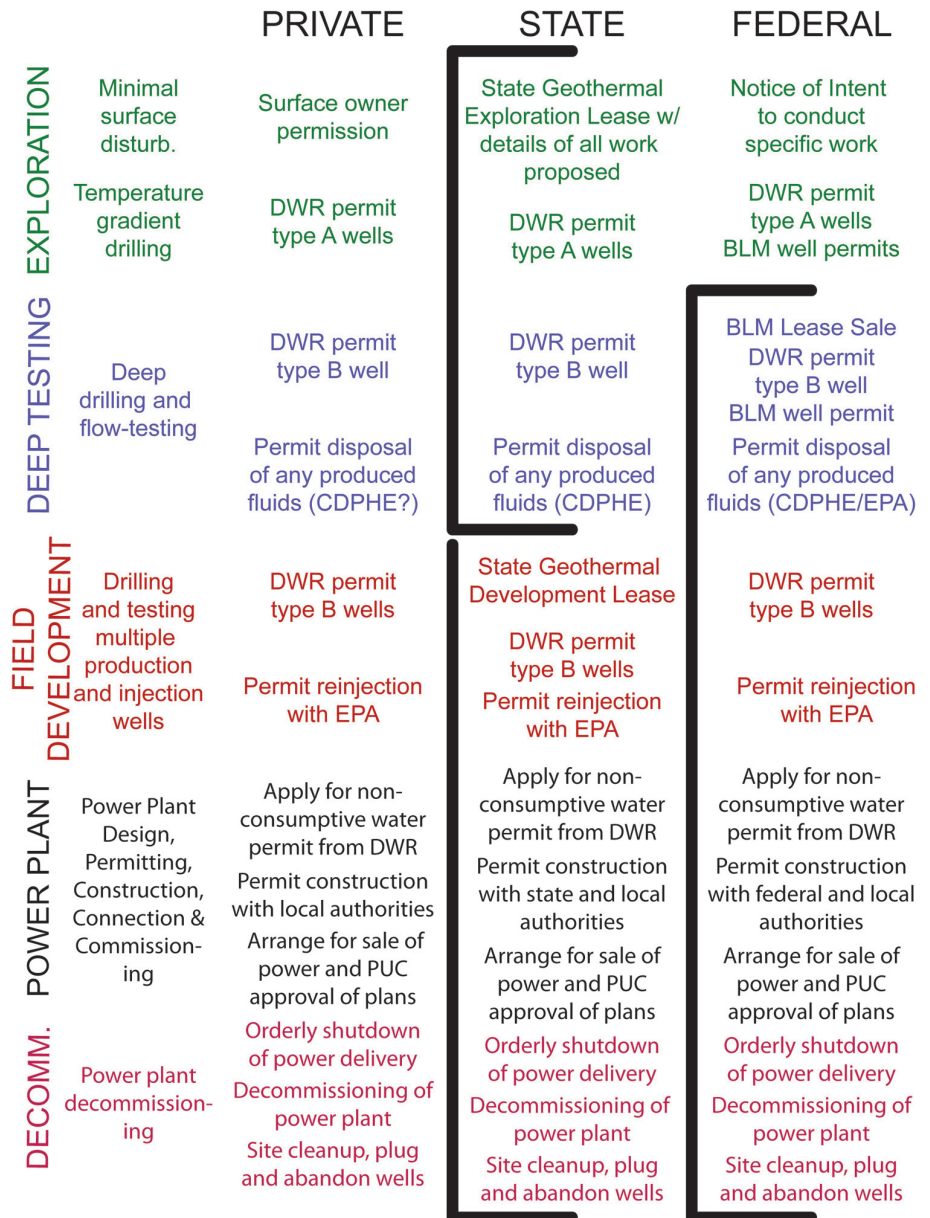 PRIVATE STATE FEDERAL
EXPLORATION
Minimal
surface
disturb.
Surface owner
permission
State Geothermal
Exploration Lease w/
details of all work
proposed
Notice of Intent
to conduct
specific work
Temperature
gradient
drilling
DWR permit
type A wells
DWR permit
type A wells
DWR permit
type A wells
BLM well permits
DEEP TESTING
Deep
drilling and
flow-testing
DWR permit
type B well
DWR permit
type B well
BLM Lease Sale
DWR permit
type B well
BLM well permit
Permit disposal
of any produced
fluids (CDPHE?)
Permit disposal
of any produced
fluids (CDPHE)
Permit disposal
of any produced
fluids (CDPHE/EPA)
FIELD
DEVELOPMENT
Drilling
and testing
multiple
production
and injection
wells
DWR permit
type B wells
Permit reinjection
with EPA
State Geothermal
Development Lease
DWR permit
type B wells
Permit reinjection
with EPA
DWR permit
type B wells
Permit reinjection
with EPA
POWER PLANT
Power Plant
Design,
Permitting,
Construction,
Connection &
Commission-
ing
Apply for non-
consumptive water
permit from DWR
Permit construction
with local authorities
Arrange for sale of
power and PUC
approval of plans
Apply for non-
consumptive water
permit from DWR
Permit construction
with state and local
authorities
Arrange for sale of
power and PUC
approval of plans
Apply for non-
consumptive water
permit from DWR
Permit construction
with federal and local
authorities
Arrange for sale of
power and PUC
approval of plans
DECOMM.
Power plant
decommission-
ing
Orderly shutdown
of power delivery
Decommissioning of
power plant
Site cleanup, plug
and abandon wells
Orderly shutdown
of power delivery
Decommissioning of
power plant
Site cleanup, plug
and abandon wells
Orderly shutdown
of power delivery
Decommissioning of
power plant
Site cleanup, plug
and abandon wells